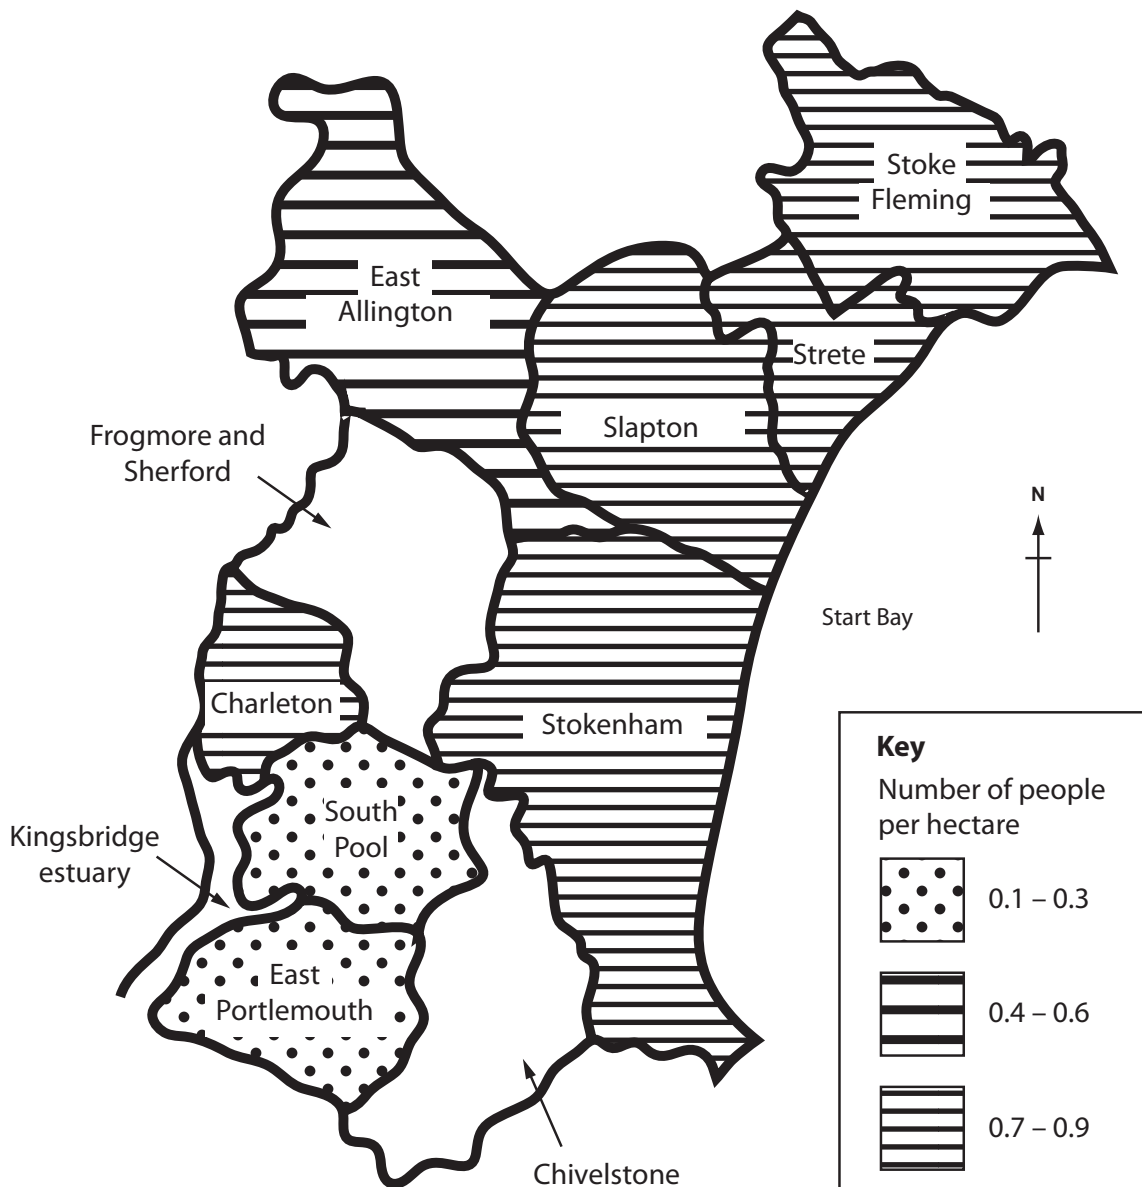 Stoke
Fleming
East
Allington
Strete
Slapton
Frogmore and
Sherford
N
Start Bay
Charleton
Stokenham
South
Pool
Kingsbridge
estuary
East
Portlemouth
Chivelstone
Key
Number of people
per hectare
0.1 – 0.3
0.4 – 0.6
0.7 – 0.9